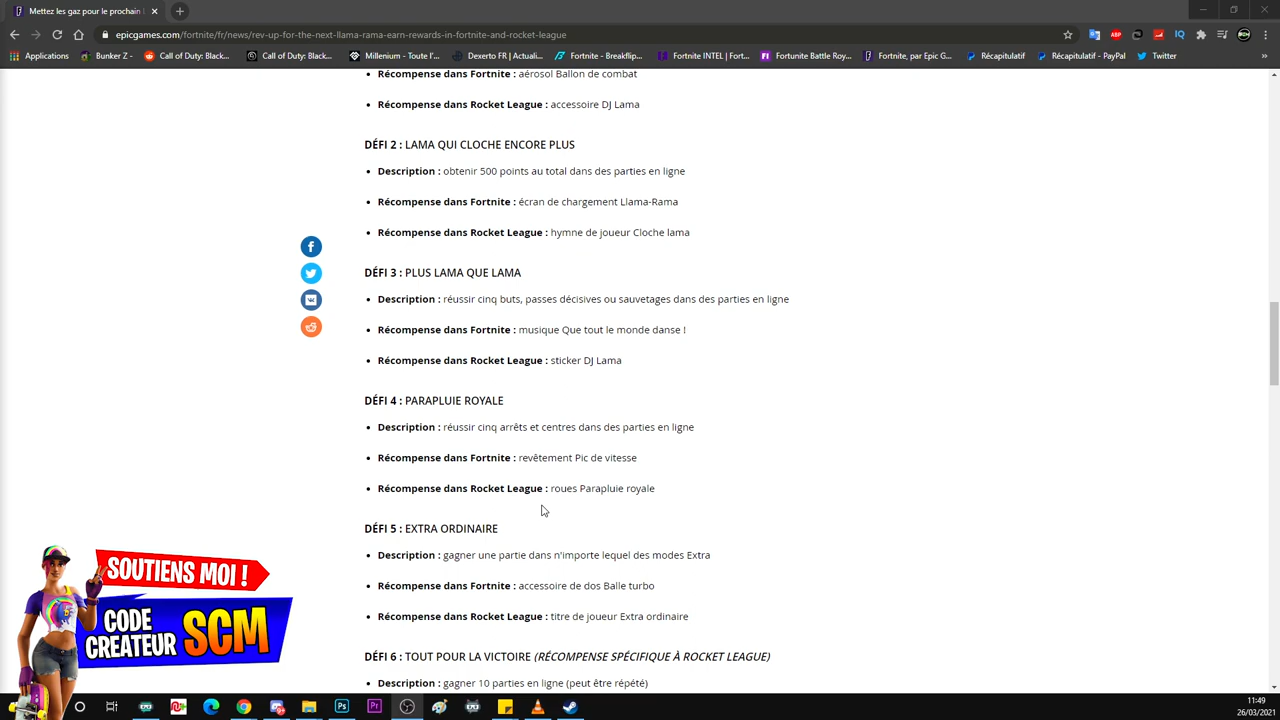 Mettez les gaz pour le prochain
epicgames.com/fortnite/fr/news/rev-up-for-the-next-llama-rama-earn-rewards-in-fortnite-and-rocket-league
Applications Bunker Z - Call of Duty: Black... Call of Duty: Black... Millenium - Toute l'... Dexerto FR | Actuali... Fortnite - Breakflip... Fortnite INTEL | Fort... Fortunite Battle Roy... Fortnite, par Epic G... Récapitulatif Récapitulatif - PayPal Twitter »
Récompense dans Fortnite : aérosol Ballon de combat
Récompense dans Rocket League : accessoire DJ Lama
DÉFI 2 : LAMA QUI CLOCHE ENCORE PLUS
Description : obtenir 500 points au total dans des parties en ligne
Récompense dans Fortnite : écran de chargement Llama-Rama
Récompense dans Rocket League : hymne de joueur Cloche lama
DÉFI 3 : PLUS LAMA QUE LAMA
Description : réussir cinq buts, passes décisives ou sauvetages dans des parties en ligne
Récompense dans Fortnite : musique Que tout le monde danse !
Récompense dans Rocket League : sticker DJ Lama
DÉFI 4 : PARAPLUIE ROYALE
Description : réussir cinq arrêts et centres dans des parties en ligne
Récompense dans Fortnite : revêtement Pic de vitesse
Récompense dans Rocket League : roues Parapluie royale
DÉFI 5 : EXTRA ORDINAIRE
Description : gagner une partie dans n'importe lequel des modes Extra
Récompense dans Fortnite : accessoire de dos Balle turbo
Récompense dans Rocket League : titre de joueur Extra ordinaire
DÉFI 6 : TOUT POUR LA VICTOIRE (RÉCOMPENSE SPÉCIFIQUE À ROCKET LEAGUE)
Description : gagner 10 parties en ligne (peut être répété)
SOUTIENS MOI !
CODE
CREATEUR SCM
11:49
26/03/2021